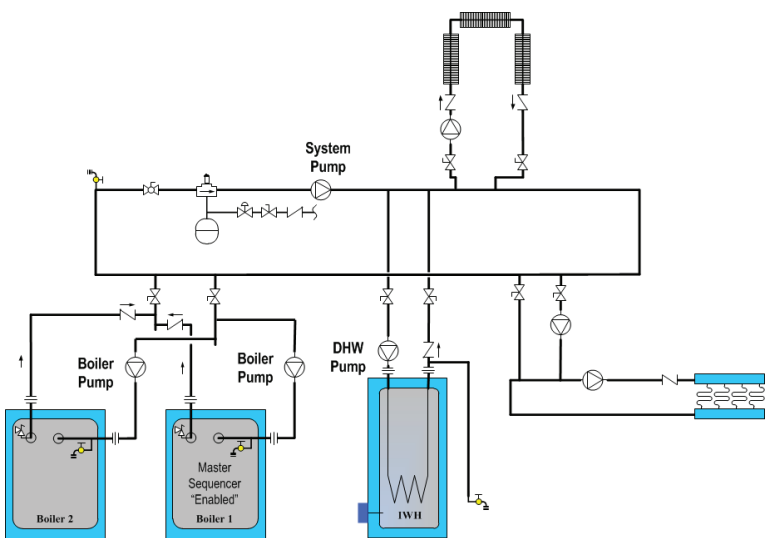 System
Pump
Boiler
Pump
Boiler
Pump
DHW
Pump
Master
Sequencer
"Enabled"
Boiler 2
Boiler 1
IWH